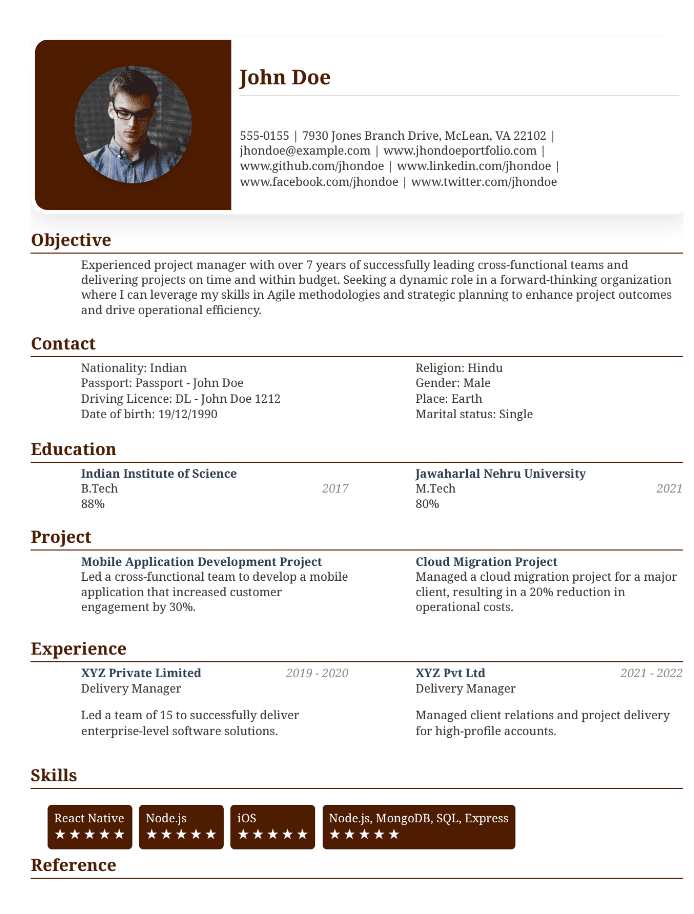 John Doe
555-0155 | 7930 Jones Branch Drive, McLean, VA 22102 |
jhondoe@example.com | www.jhondoeportfolio.com |
www.github.com/jhondoe | www.linkedin.com/jhondoe |
www.facebook.com/jhondoe | www.twitter.com/jhondoe
Objective
Experienced project manager with over 7 years of successfully leading cross-functional teams and
delivering projects on time and within budget. Seeking a dynamic role in a forward-thinking organization
where I can leverage my skills in Agile methodologies and strategic planning to enhance project outcomes
and drive operational efficiency.
Contact
Nationality: Indian
Passport: Passport - John Doe
Driving Licence: DL - John Doe 1212
Date of birth: 19/12/1990
Religion: Hindu
Gender: Male
Place: Earth
Marital status: Single
Education
Indian Institute of Science
B.Tech 2017
88%
Jawaharlal Nehru University
M.Tech 2021
80%
Project
Mobile Application Development Project
Led a cross-functional team to develop a mobile
application that increased customer
engagement by 30%.
Cloud Migration Project
Managed a cloud migration project for a major
client, resulting in a 20% reduction in
operational costs.
Experience
XYZ Private Limited 2019 - 2020
Delivery Manager
Led a team of 15 to successfully deliver
enterprise-level software solutions.
XYZ Pvt Ltd 2021 - 2022
Delivery Manager
Managed client relations and project delivery
for high-profile accounts.
Skills
React Native
★★★★★
Node.js
★★★★★
iOS
★★★★★
Node.js, MongoDB, SQL, Express
★★★★★
Reference